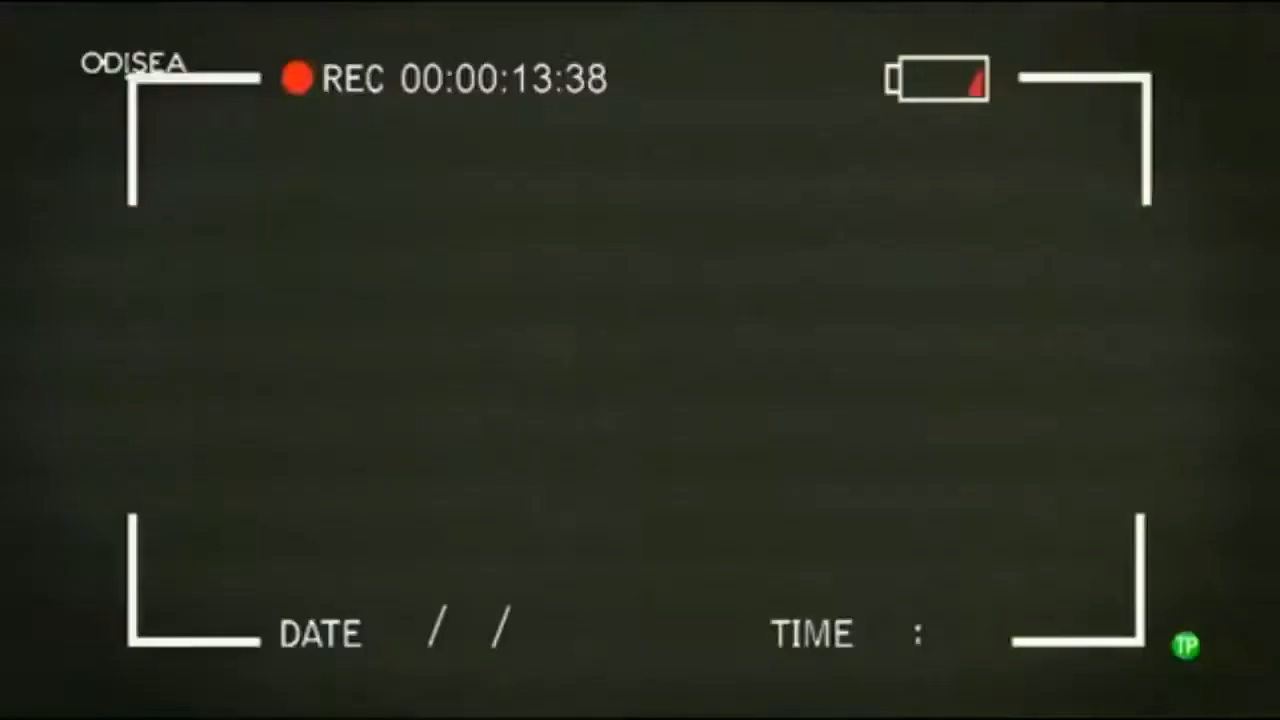 ODISEA
REC 00:00:13:38
DATE / / TIME :
TP